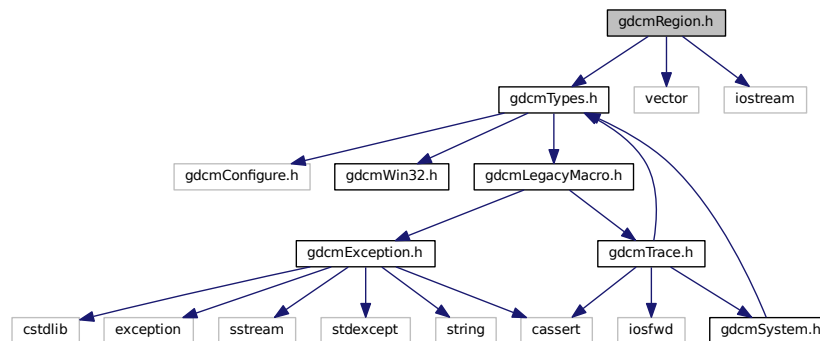 gdcmRegion.h
gdcmTypes.h
vector
iostream
gdcmConfigure.h
gdcmWin32.h
gdcmLegacyMacro.h
gdcmException.h
gdcmTrace.h
cstdlib
exception
sstream
stdexcept
string
cassert
iosfwd
gdcmSystem.h